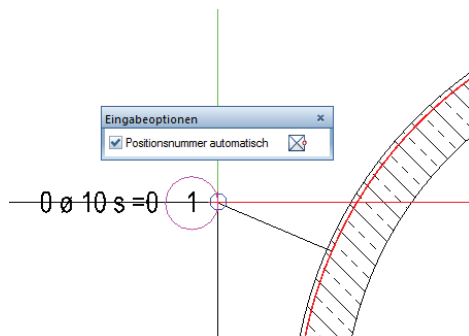 Eingabeoptionen ×
Positionsnummer automatisch
0 ø 10 s =0 1